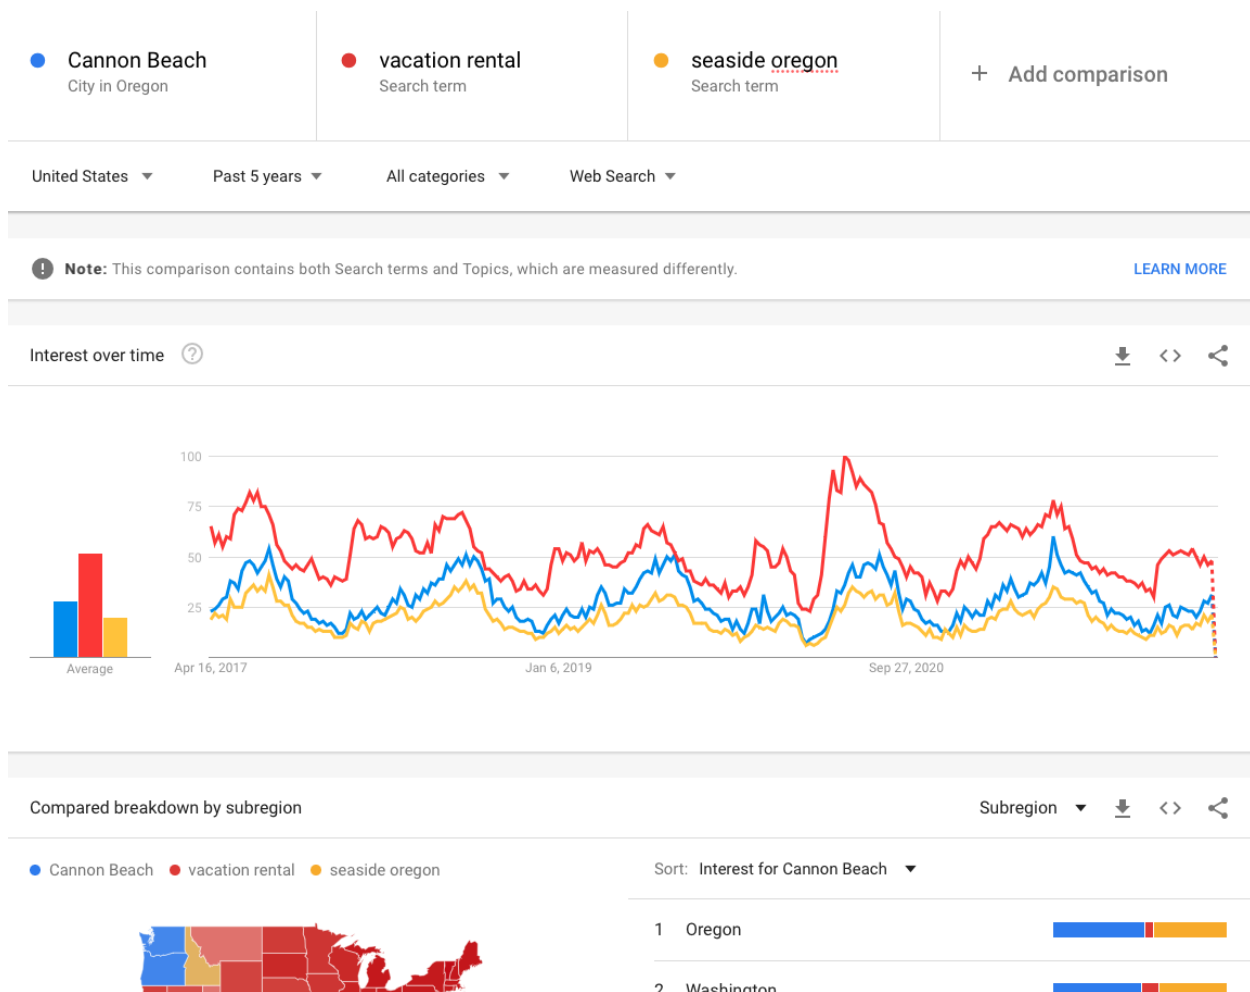 Cannon Beach
City in Oregon
vacation rental
Search term
seaside oregon
Search term
+ Add comparison
United States
Past 5 years
All categories
Web Search
! Note: This comparison contains both Search terms and Topics, which are measured differently.
LEARN MORE
Interest over time ?
100
75
50
25
Average
Apr 16, 2017
Jan 6, 2019
Sep 27, 2020
Compared breakdown by subregion
Subregion
Cannon Beach vacation rental seaside oregon
Sort: Interest for Cannon Beach
1 Oregon
2 Washington